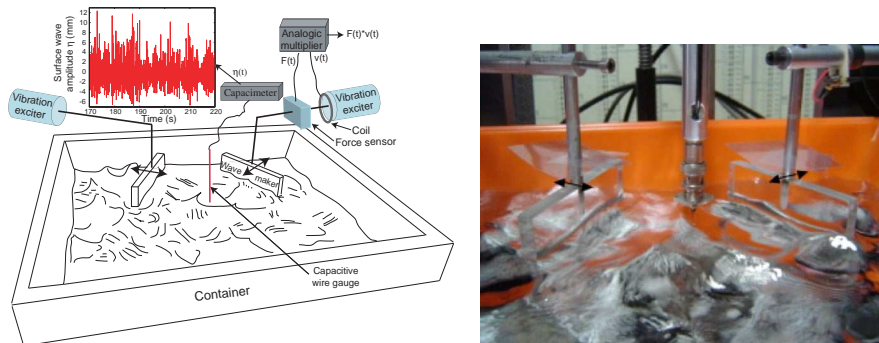 12
10
8
6
4
2
0
-2
-4
-6
Surface wave
amplitude η (mm)
170 180 190 200 210 220
Time (s)
Analogic
multiplier
F(t)*v(t)
F(t)
v(t)
η(t)
Capacimeter
Vibration
exciter
Vibration
exciter
Coil
Force sensor
Wave
maker
Capacitive
wire gauge
Container